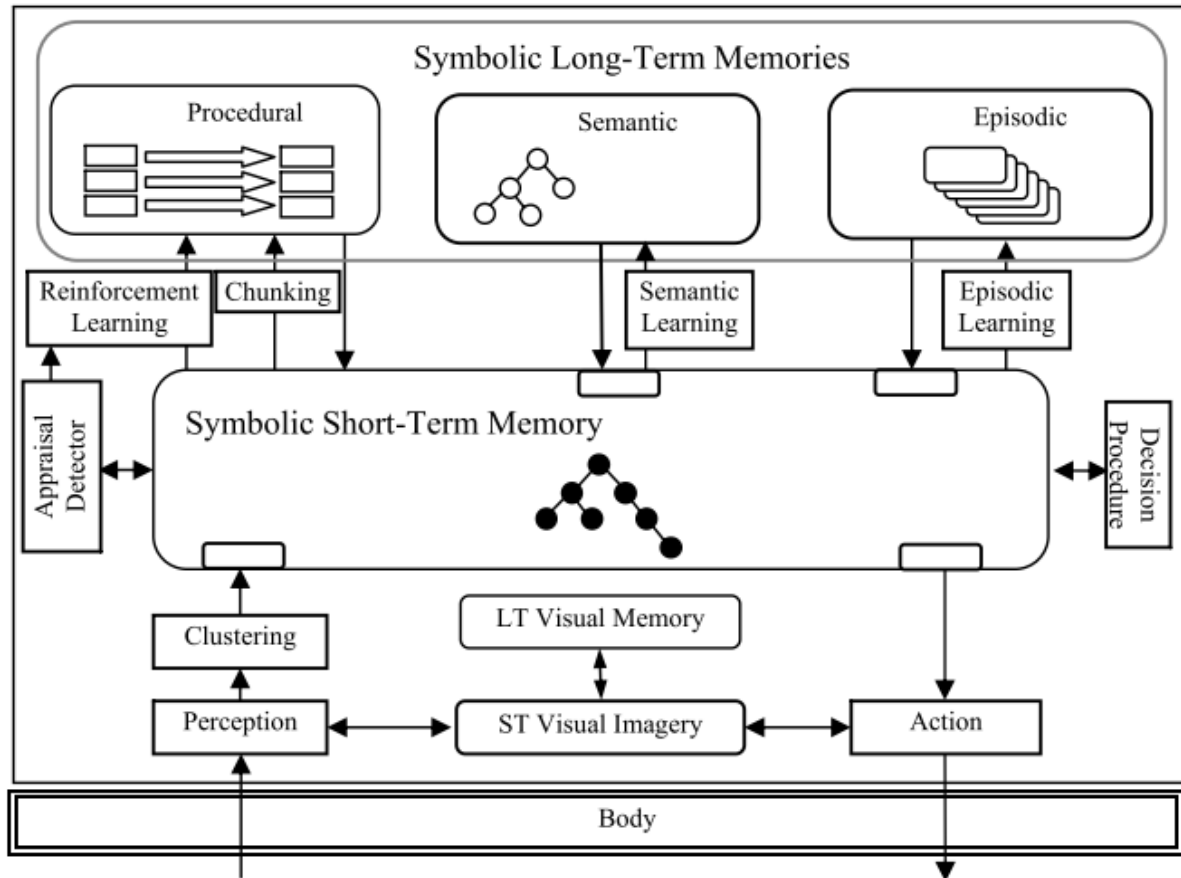 Symbolic Long-Term Memories
Procedural
Semantic
Episodic
Reinforcement
Learning
Chunking
Semantic
Learning
Episodic
Learning
Appraisal
Detector
Symbolic Short-Term Memory
Decision
Procedure
Clustering
LT Visual Memory
Perception
ST Visual Imagery
Action
Body